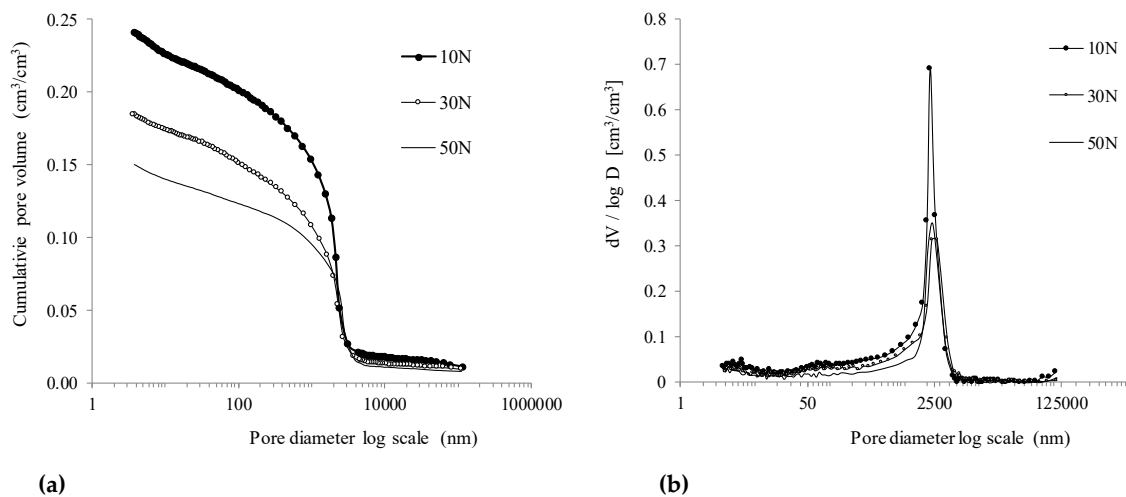 0.25
0.20
0.15
0.10
0.05
0.00
Cumulativie pore volume (cm³/cm³)
1 100 10000 1000000
Pore diameter log scale (nm)
10N
30N
50N
(a)
0.8
0.7
0.6
0.5
0.4
0.3
0.2
0.1
0
dV / log D [cm³/cm³]
1 50 2500 125000
Pore diameter log scale (nm)
10N
30N
50N
(b)